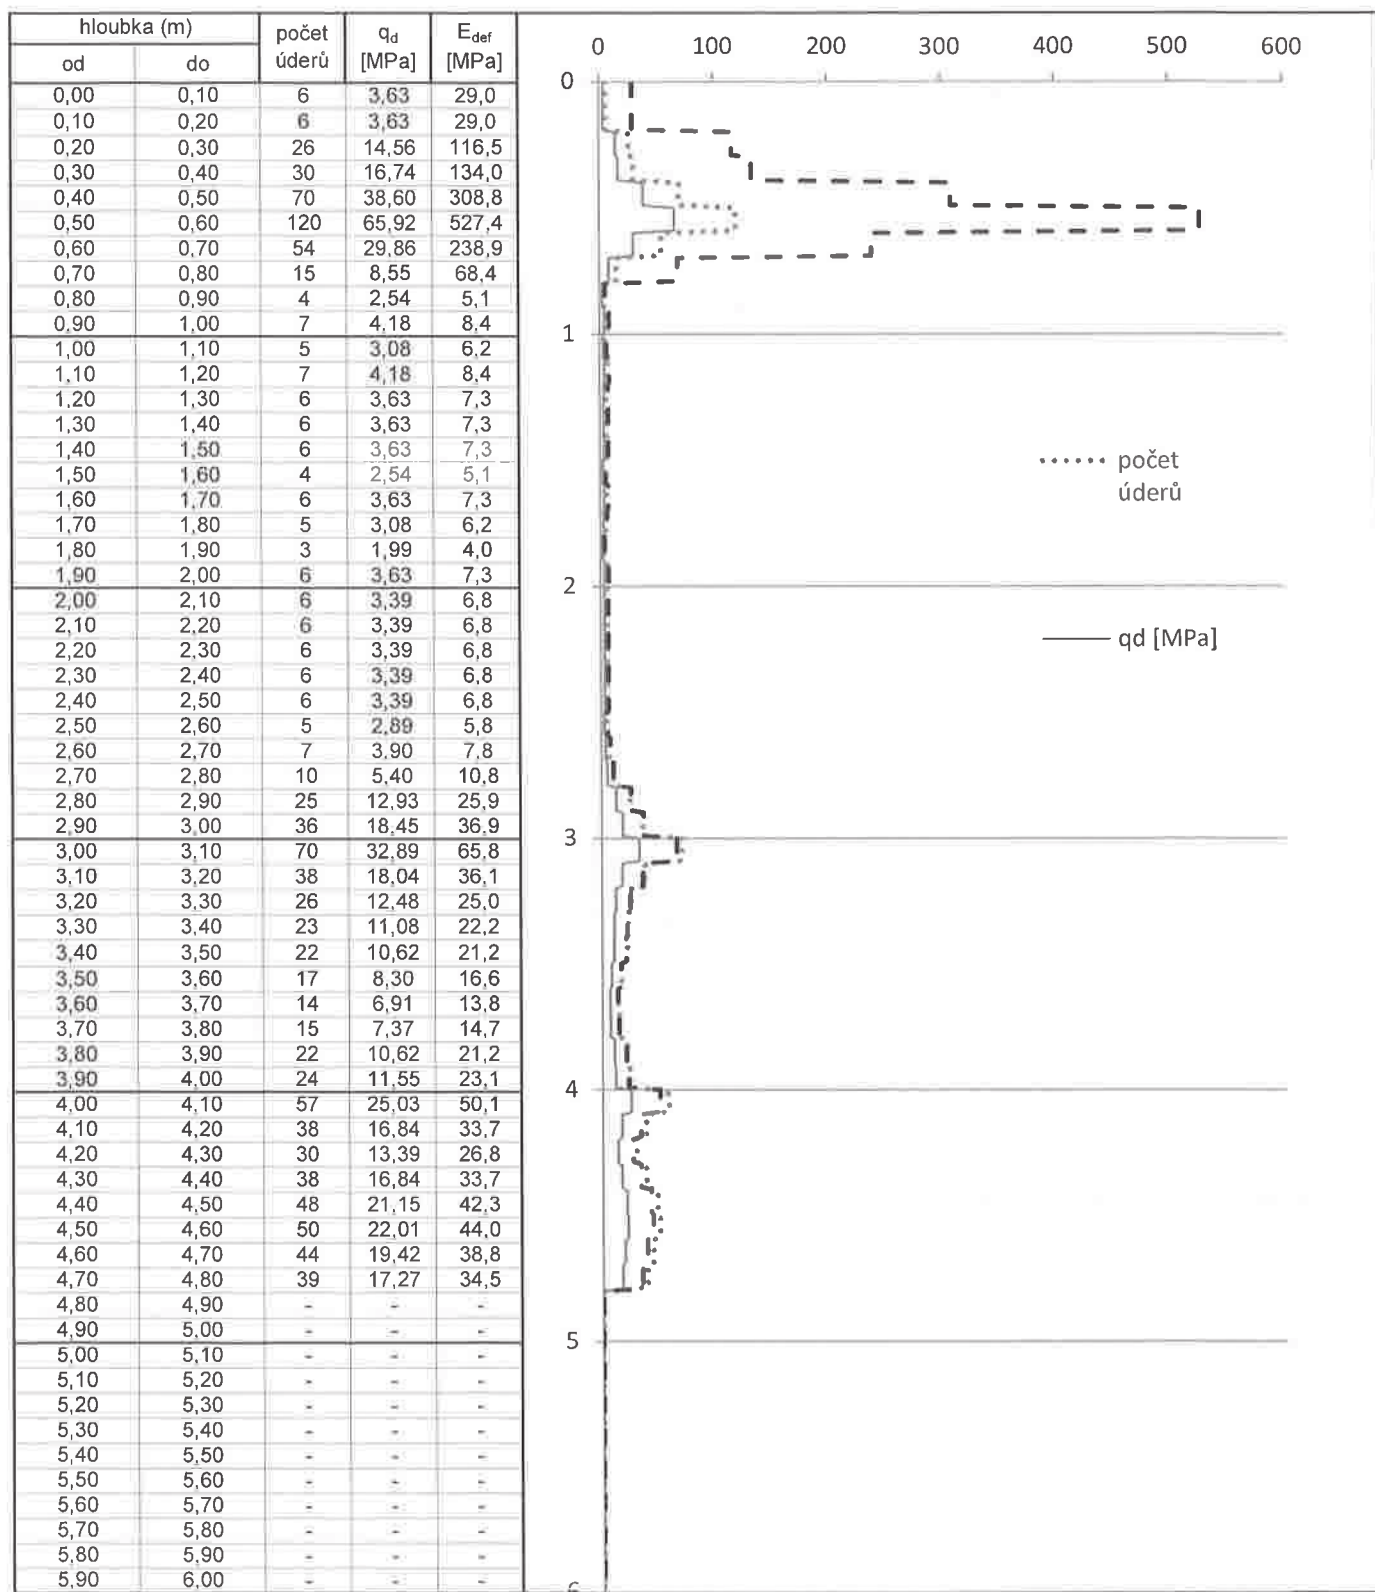 hloubka (m) počet qd Edef
od do úderů [MPa] [MPa]
0,00 0,10 6 3,63 29,0
0,10 0,20 6 3,63 29,0
0,20 0,30 26 14,56 116,5
0,30 0,40 30 16,74 134,0
0,40 0,50 70 38,60 308,8
0,50 0,60 120 65,92 527,4
0,60 0,70 54 29,86 238,9
0,70 0,80 15 8,55 68,4
0,80 0,90 4 2,54 5,1
0,90 1,00 7 4,18 8,4
1,00 1,10 5 3,08 6,2
1,10 1,20 7 4,18 8,4
1,20 1,30 6 3,63 7,3
1,30 1,40 6 3,63 7,3
1,40 1,50 6 3,63 7,3
1,50 1,60 4 2,54 5,1
1,60 1,70 6 3,63 7,3
1,70 1,80 5 3,08 6,2
1,80 1,90 3 1,99 4,0
1,90 2,00 6 3,63 7,3
2,00 2,10 6 3,39 6,8
2,10 2,20 6 3,39 6,8
2,20 2,30 6 3,39 6,8
2,30 2,40 6 3,39 6,8
2,40 2,50 6 3,39 6,8
2,50 2,60 5 2,89 5,8
2,60 2,70 7 3,90 7,8
2,70 2,80 10 5,40 10,8
2,80 2,90 25 12,93 25,9
2,90 3,00 36 18,45 36,9
3,00 3,10 70 32,89 65,8
3,10 3,20 38 18,04 36,1
3,20 3,30 26 12,48 25,0
3,30 3,40 23 11,08 22,2
3,40 3,50 22 10,62 21,2
3,50 3,60 17 8,30 16,6
3,60 3,70 14 6,91 13,8
3,70 3,80 15 7,37 14,7
3,80 3,90 22 10,62 21,2
3,90 4,00 24 11,55 23,1
4,00 4,10 57 25,03 50,1
4,10 4,20 38 16,84 33,7
4,20 4,30 30 13,39 26,8
4,30 4,40 38 16,84 33,7
4,40 4,50 48 21,15 42,3
4,50 4,60 50 22,01 44,0
4,60 4,70 44 19,42 38,8
4,70 4,80 39 17,27 34,5
4,80 4,90 - - -
4,90 5,00 - - -
5,00 5,10 - - -
5,10 5,20 - - -
5,20 5,30 - - -
5,30 5,40 - - -
5,40 5,50 - - -
5,50 5,60 - - -
5,60 5,70 - - -
5,70 5,80 - - -
5,80 5,90 - - -
5,90 6,00 - - -
0 100 200 300 400 500 600
0
1
2
3
4
5
6
počet
úderů
qd [MPa]